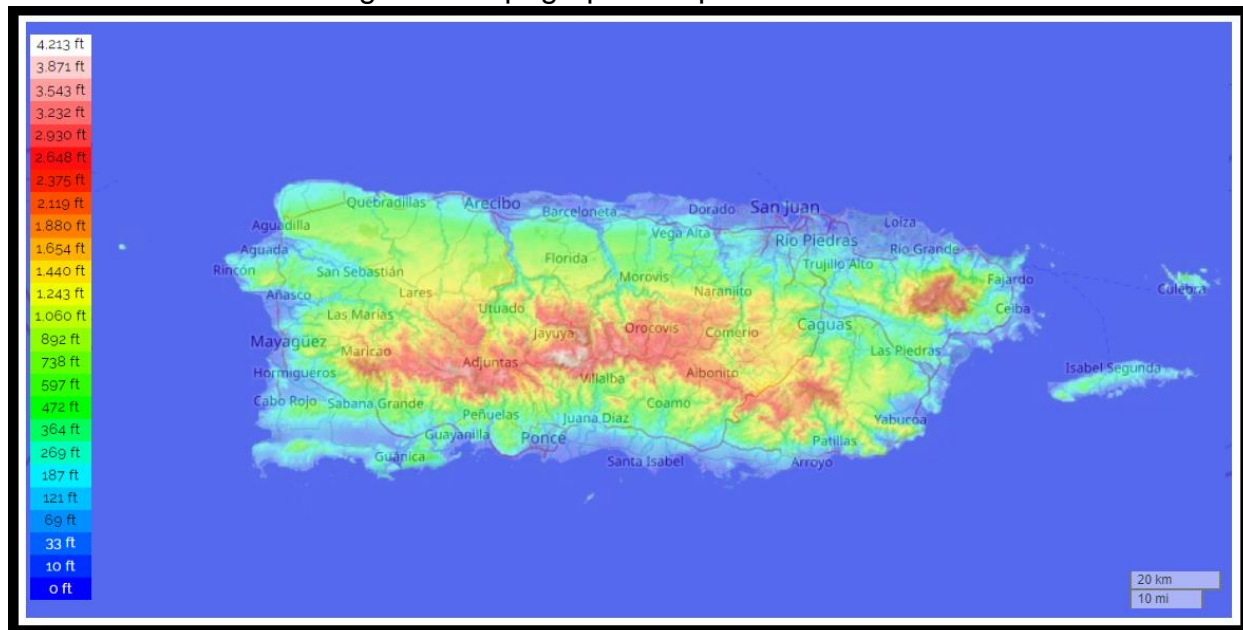 4,213 ft
3,871 ft
3,543 ft
3,232 ft
2,930 ft
2,648 ft
2,375 ft
2,119 ft
1,880 ft
1,654 ft
1,440 ft
1,243 ft
1,060 ft
892 ft
738 ft
597 ft
472 ft
364 ft
269 ft
187 ft
121 ft
69 ft
33 ft
10 ft
0 ft
Quebradillas
Arecibo
Barceloneta
Dorado
San Juan
Loíza
Aguadilla
Vega Alta
Río Piedras
Aguada
Río Grande
Florida
Trujillo Alto
Rincón
San Sebastián
Morovis
Fajardo
Culebra
Añasco
Lares
Naranjito
Utuado
Ceiba
Las Marías
Jayuya
Orocovis
Comerío
Caguas
Mayagüez
Maricao
Las Piedras
Adjuntas
Isabel Segunda
Hormigueros
Villalba
Aibonito
Cabo Rojo
Sabana Grande
Coamo
Peñuelas
Juana Díaz
Yabucoa
Guayanilla
Ponce
Patillas
Guánica
Santa Isabel
Arroyo
20 km
10 mi